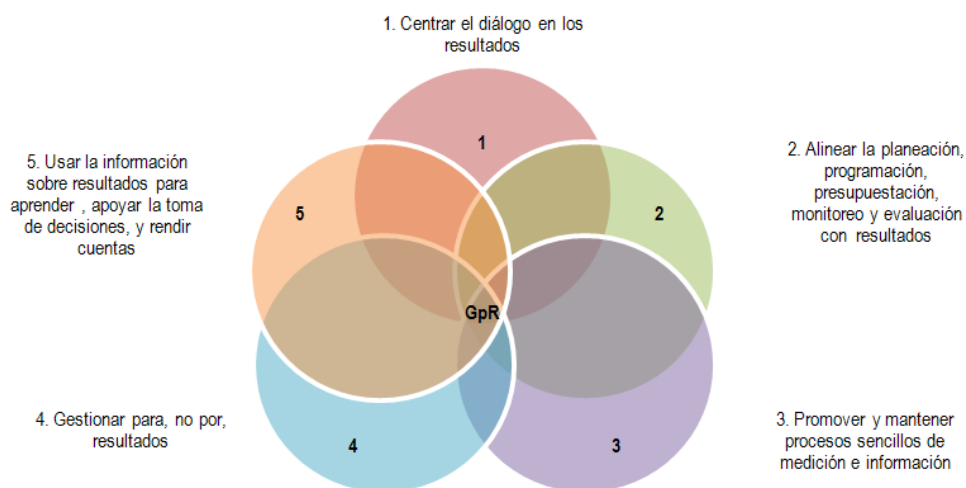 1. Centrar el diálogo en los
resultados
1
2. Alinear la planeación,
programación,
presupuestación,
monitoreo y evaluación
con resultados
2
3. Promover y mantener
procesos sencillos de
medición e información
3
4. Gestionar para, no por,
resultados
4
5. Usar la información
sobre resultados para
aprender , apoyar la toma
de decisiones, y rendir
cuentas
5
GpR